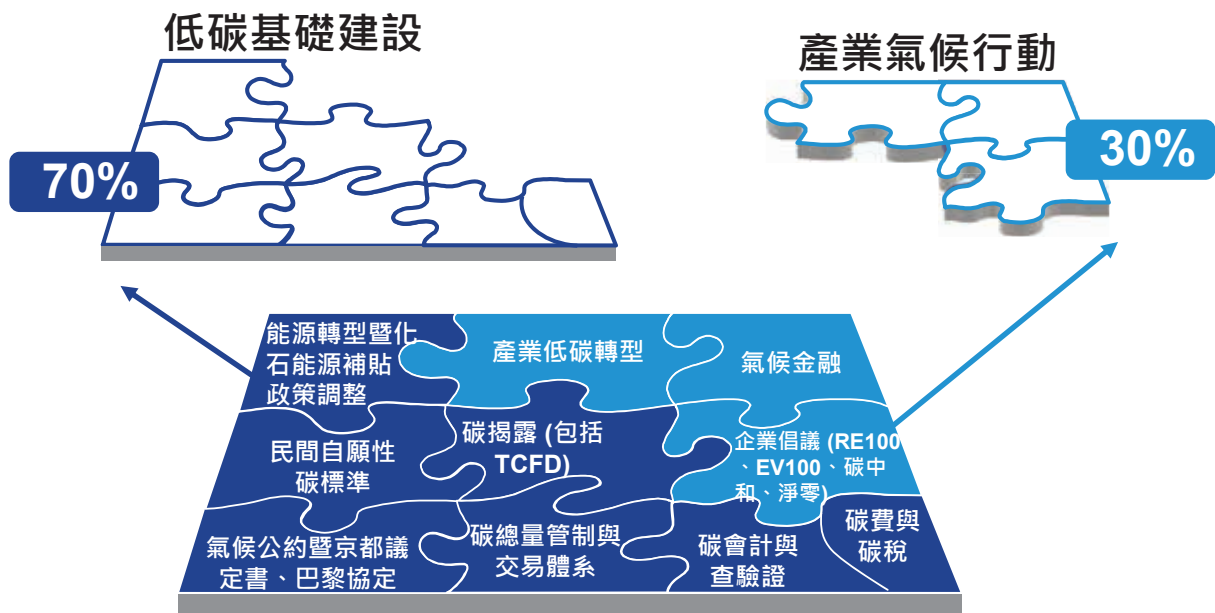 低碳基礎建設
產業氣候行動
70%
30%
能源轉型暨化
石能源補貼
政策調整
產業低碳轉型
氣候金融
民間自願性
碳標準
碳揭露 (包括
TCFD)
企業倡議 (RE100
、EV100、碳中
和、淨零)
氣候公約暨京都議
定書、巴黎協定
碳總量管制與
交易體系
碳會計與
查驗證
碳費與
碳稅